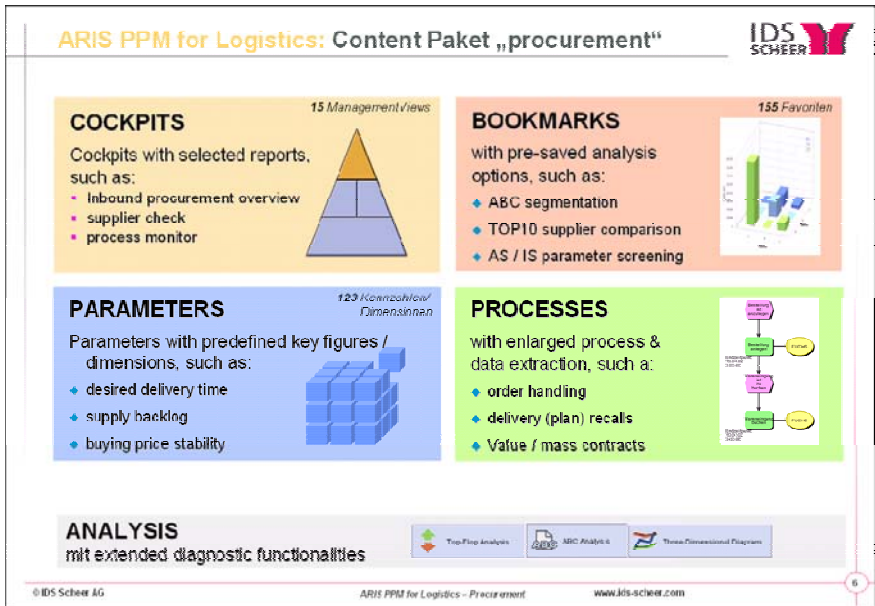 ARIS PPM for Logistics: Content Paket „procurement“
IDS
SCHEER
15 ManagementViews
COCKPITS
Cockpits with selected reports,
such as:
• Inbound procurement overview
• supplier check
• process monitor
155 Favoriten
BOOKMARKS
with pre-saved analysis
options, such as:
◆ ABC segmentation
◆ TOP10 supplier comparison
◆ AS / IS parameter screening
123 Kennzahlen/
Dimensionen
PARAMETERS
Parameters with predefined key figures /
dimensions, such as:
◆ desired delivery time
◆ supply backlog
◆ buying price stability
PROCESSES
with enlarged process &
data extraction, such a:
◆ order handling
◆ delivery (plan) recalls
◆ Value / mass contracts
ANALYSIS
mit extended diagnostic functionalities
Top-Flop Analysis
ABC
ABC Analysis
Three-Dimensional Diagram
6
© IDS Scheer AG
ARIS PPM for Logistics – Procurement
www.ids-scheer.com